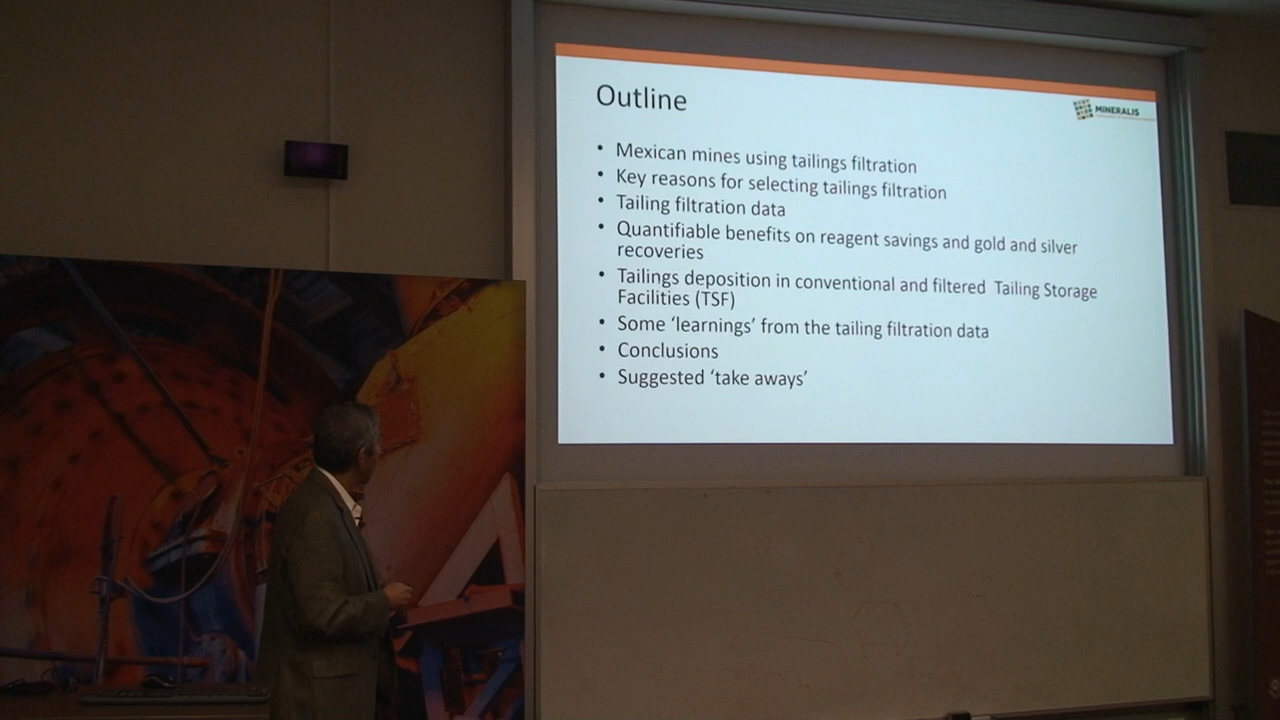 Outline
MINERALIS
• Mexican mines using tailings filtration
• Key reasons for selecting tailings filtration
• Tailing filtration data
• Quantifiable benefits on reagent savings and gold and silver
recoveries
• Tailings deposition in conventional and filtered Tailing Storage
Facilities (TSF)
• Some ‘learnings’ from the tailing filtration data
• Conclusions
• Suggested ‘take aways’